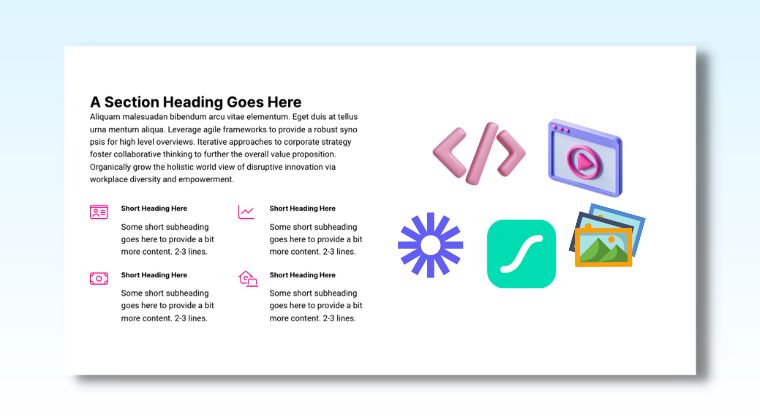 A Section Heading Goes Here
Aliquam malesuadan bibendum arcu vitae elementum. Eget duis at tellus
urna mentum aliqua. Leverage agile frameworks to provide a robust syno
psis for high level overviews. Iterative approaches to corporate strategy
foster collaborative thinking to further the overall value proposition.
Organically grow the holistic world view of disruptive innovation via
workplace diversity and empowerment.
Short Heading Here
Some short subheading
goes here to provide a bit
more content. 2-3 lines.
Short Heading Here
Some short subheading
goes here to provide a bit
more content. 2-3 lines.
Short Heading Here
Some short subheading
goes here to provide a bit
more content. 2-3 lines.
Short Heading Here
Some short subheading
goes here to provide a bit
more content. 2-3 lines.